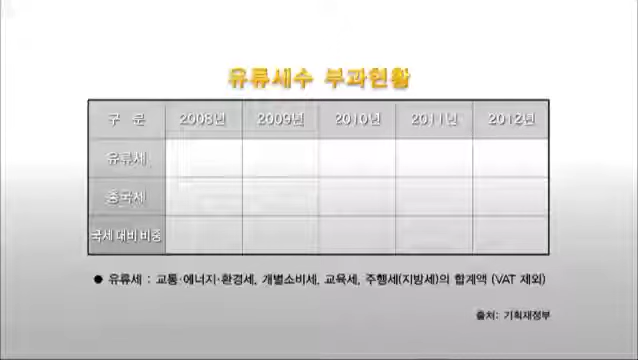 유류세수 부과현황
구 분 2008년 2009년 2010년 2011년 2012년
유류세
총국세
국세 대비 비중
● 유류세 : 교통·에너지·환경세, 개별소비세, 교육세, 주행세(지방세)의 합계액 (VAT 제외)
출처: 기획재정부